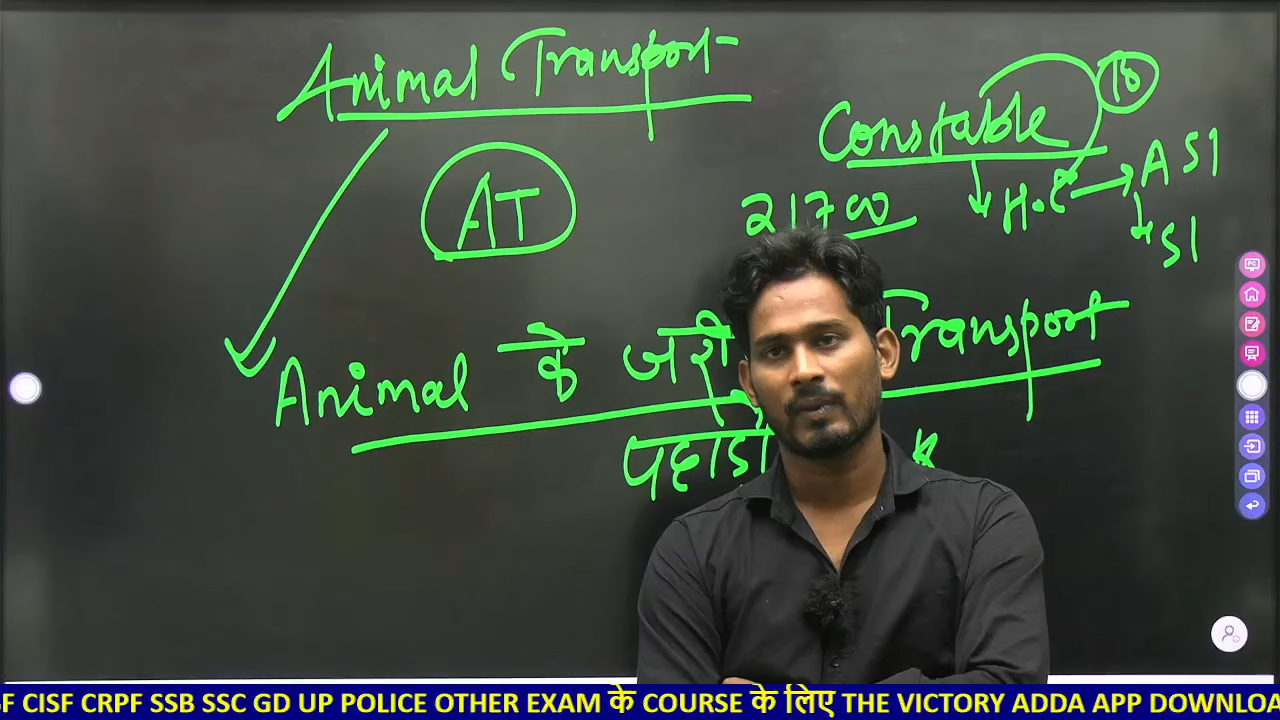 Animal Transport
AT
Constable
18
21700
H.C → ASI
SI
Animal के जरी Transport
पहाडो
F CISF CRPF SSB SSC GD UP POLICE OTHER EXAM के COURSE के लिए THE VICTORY ADDA APP DOWNLOA